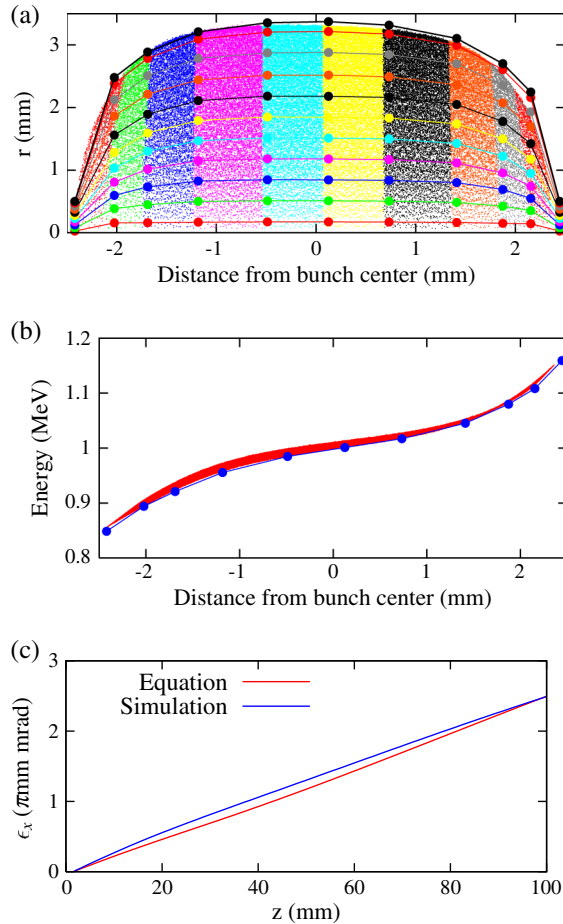 (a)
3
2
1
0
r (mm)
-2 -1 0 1 2
Distance from bunch center (mm)
(b)
1.2
1.1
1
0.9
0.8
Energy (MeV)
-2 -1 0 1 2
Distance from bunch center (mm)
(c)
3
2
1
0
ϵx (πmm mrad)
Equation
Simulation
0 20 40 60 80 100
z (mm)